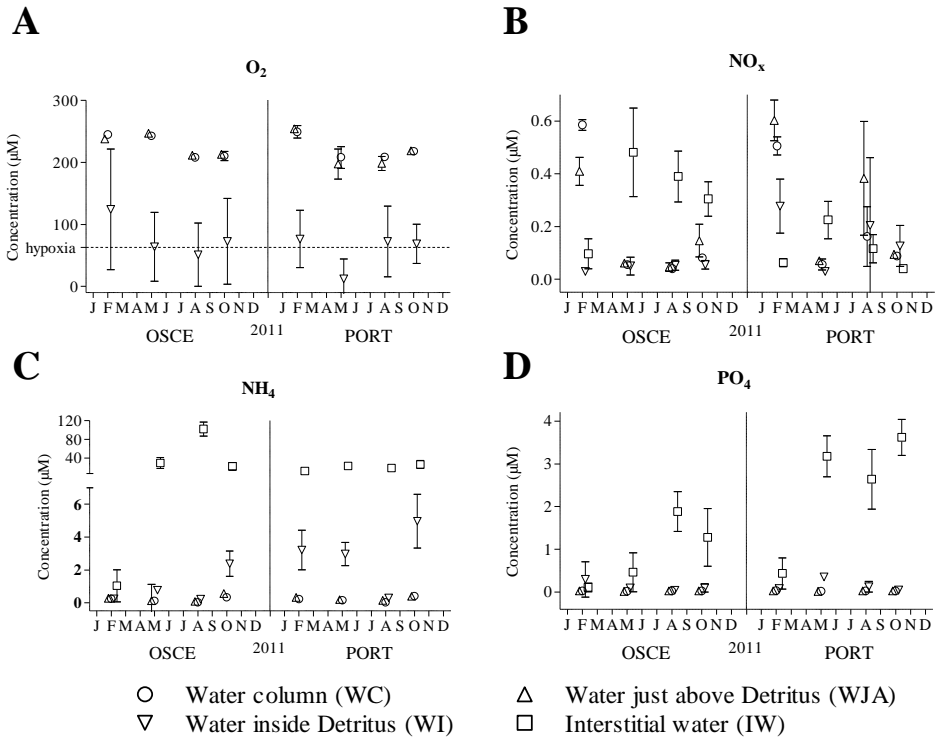 A
B
O2
NOx
Concentration (µM)
300
200
100
hypoxia
0
J F M A M J J A S O N D J F M A M J J A S O N D
OSCE 2011 PORT
Concentration (µM)
0.6
0.4
0.2
0.0
J F M A M J J A S O N D J F M A M J J A S O N D
OSCE 2011 PORT
C
D
NH4
PO4
Concentration (µM)
120
80
40
6
4
2
0
J F M A M J J A S O N D J F M A M J J A S O N D
OSCE 2011 PORT
Concentration (µM)
4
3
2
1
0
J F M A M J J A S O N D J F M A M J J A S O N D
OSCE 2011 PORT
Water column (WC)
Water just above Detritus (WJA)
Water inside Detritus (WI)
Interstitial water (IW)